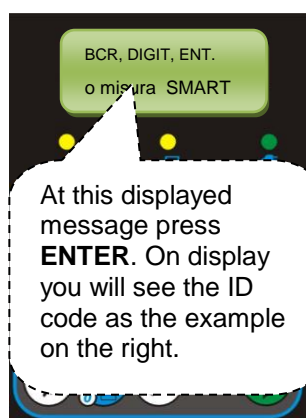 BCR, DIGIT, ENT.
o misura SMART
At this displayed
message press
ENTER. On display
you will see the ID
code as the example
on the right.